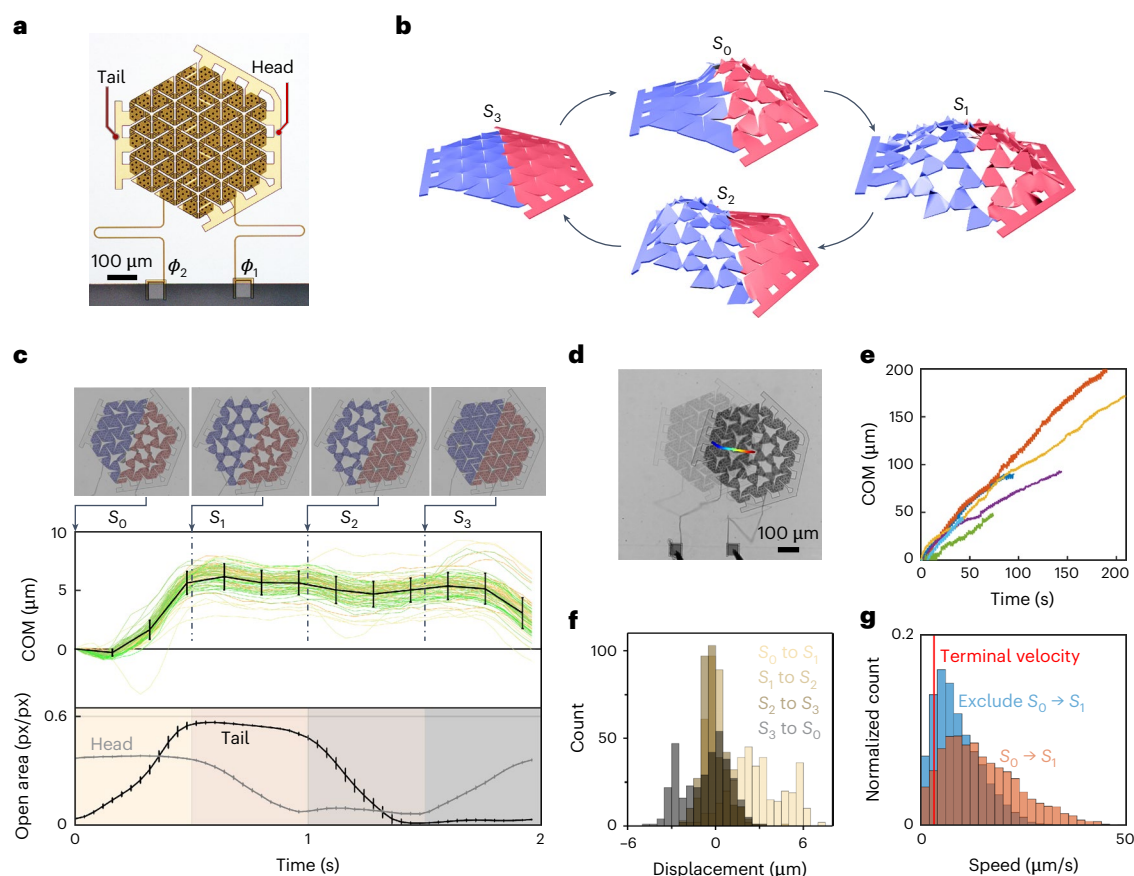 a
Tail
Head
100 μm
ϕ2
ϕ1
b
S0
S3
S1
S2
c
S0
S1
S2
S3
10
5
0
COM (μm)
0.6
Head
Tail
0
Open area (px/px)
0
1
2
Time (s)
d
100 μm
e
200
150
100
50
0
COM (μm)
0
50
100
150
200
Time (s)
f
100
50
0
Count
S0 to S1
S1 to S2
S2 to S3
S3 to S0
−6
0
6
Displacement (μm)
g
0.2
Terminal velocity
Exclude S0 → S1
S0 → S1
Normalized count
0
0
50
Speed (μm/s)